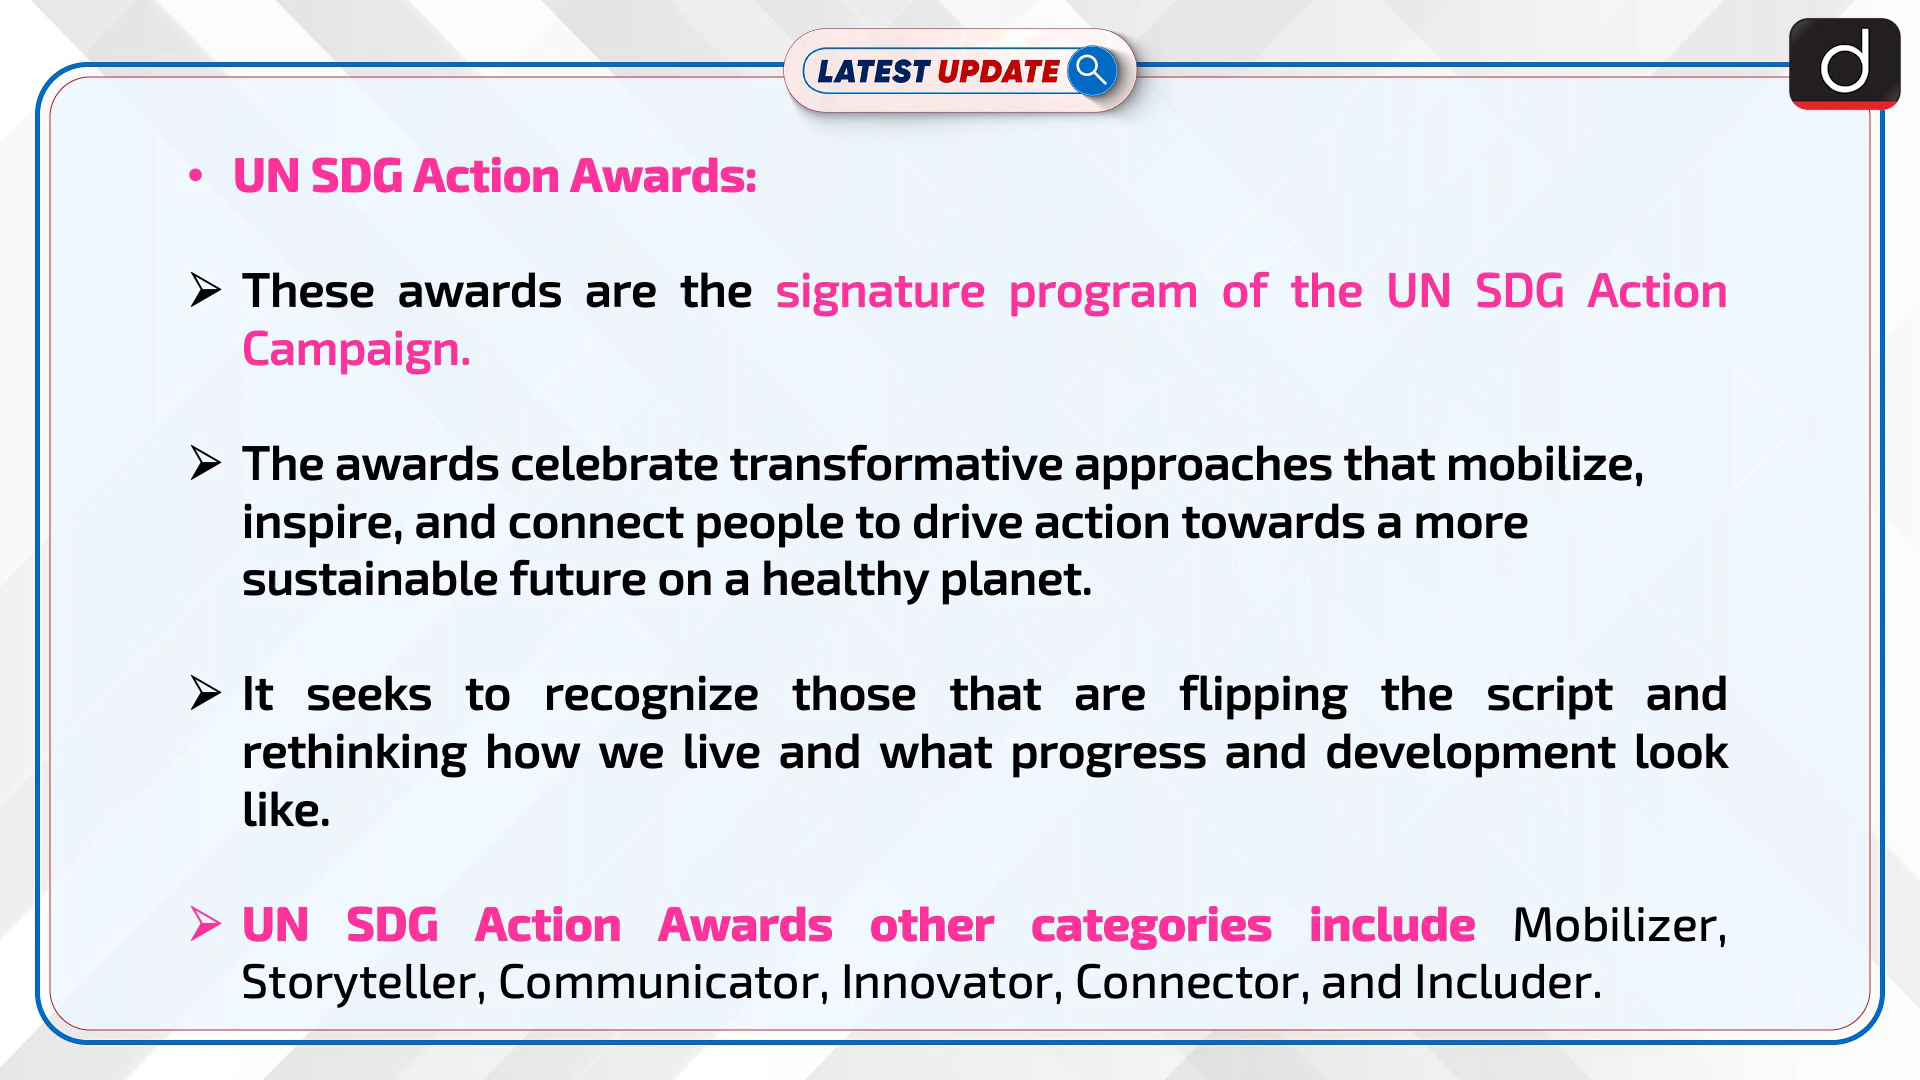 LATEST UPDATE
d
• UN SDG Action Awards:
➢ These awards are the signature program of the UN SDG Action
Campaign.
➢ The awards celebrate transformative approaches that mobilize,
inspire, and connect people to drive action towards a more
sustainable future on a healthy planet.
➢ It seeks to recognize those that are flipping the script and
rethinking how we live and what progress and development look
like.
➢ UN SDG Action Awards other categories include Mobilizer,
Storyteller, Communicator, Innovator, Connector, and Includer.